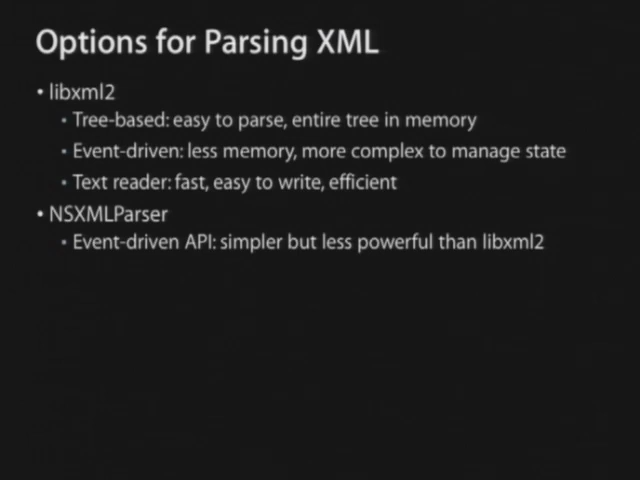 Options for Parsing XML
• libxml2
• Tree-based: easy to parse, entire tree in memory
• Event-driven: less memory, more complex to manage state
• Text reader: fast, easy to write, efficient
• NSXMLParser
• Event-driven API: simpler but less powerful than libxml2